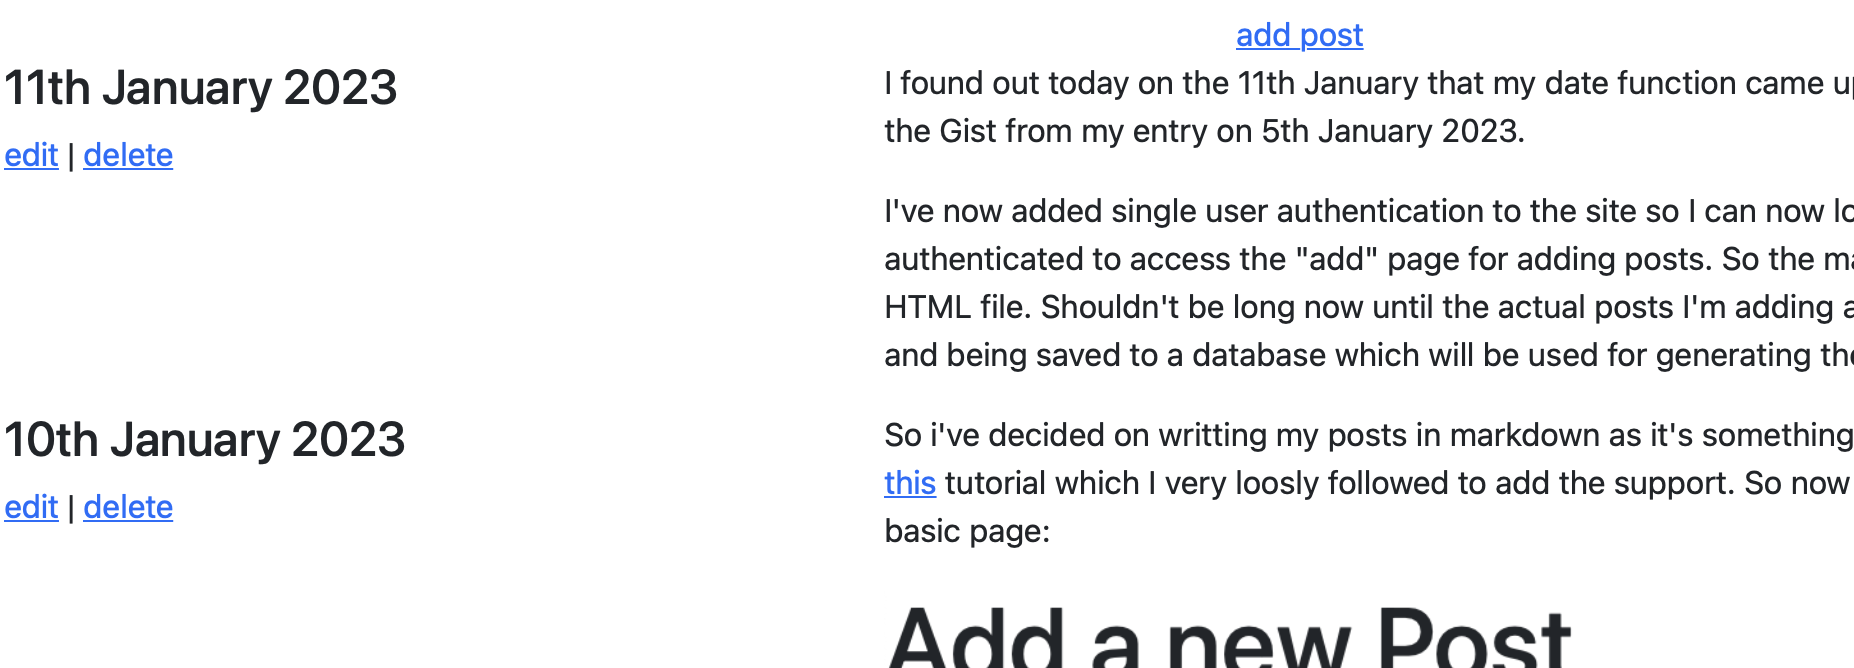 add post
11th January 2023
edit | delete
I found out today on the 11th January that my date function came
the Gist from my entry on 5th January 2023.
I've now added single user authentication to the site so I can now
authenticated to access the "add" page for adding posts. So the
HTML file. Shouldn't be long now until the actual posts I'm adding
and being saved to a database which will be used for generating
10th January 2023
edit | delete
So i've decided on writting my posts in markdown as it's something
this tutorial which I very loosly followed to add the support. So now
basic page:
Add a new Post